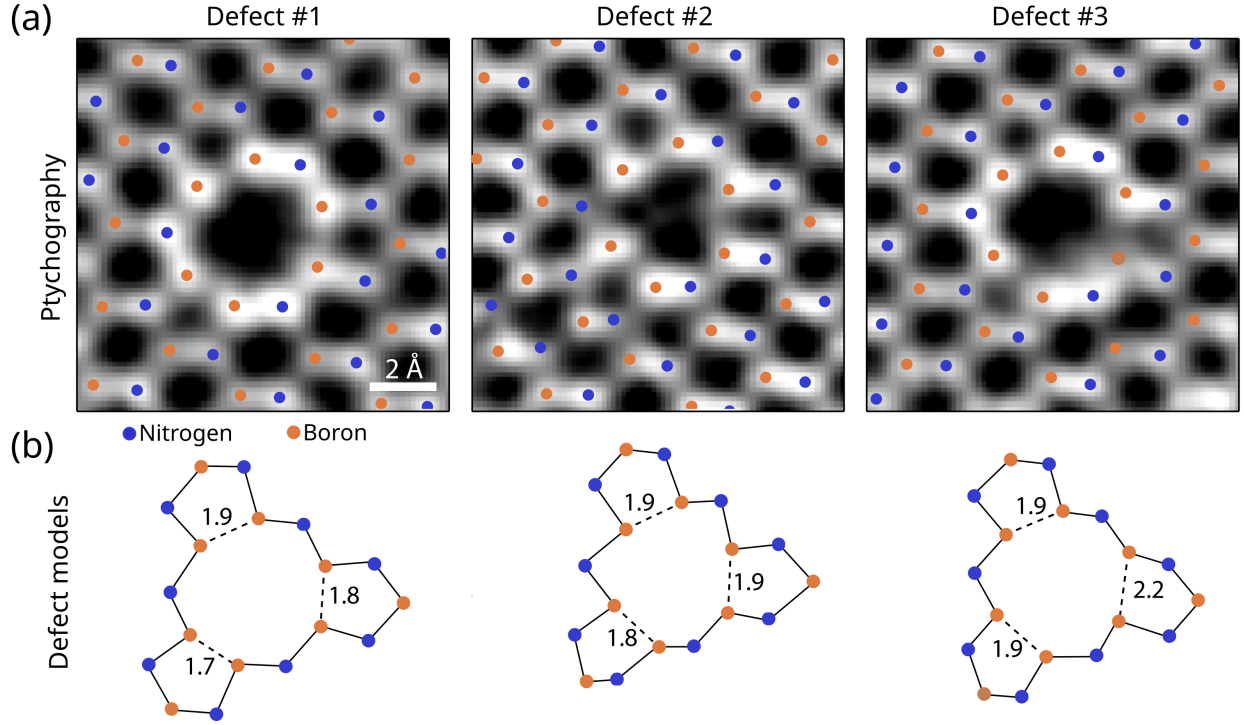 (a)
Defect #1
Defect #2
Defect #3
Ptychography
2 Å
(b)
Nitrogen
Boron
Defect models
1.9
1.8
1.7
1.9
1.9
1.8
1.9
2.2
1.9